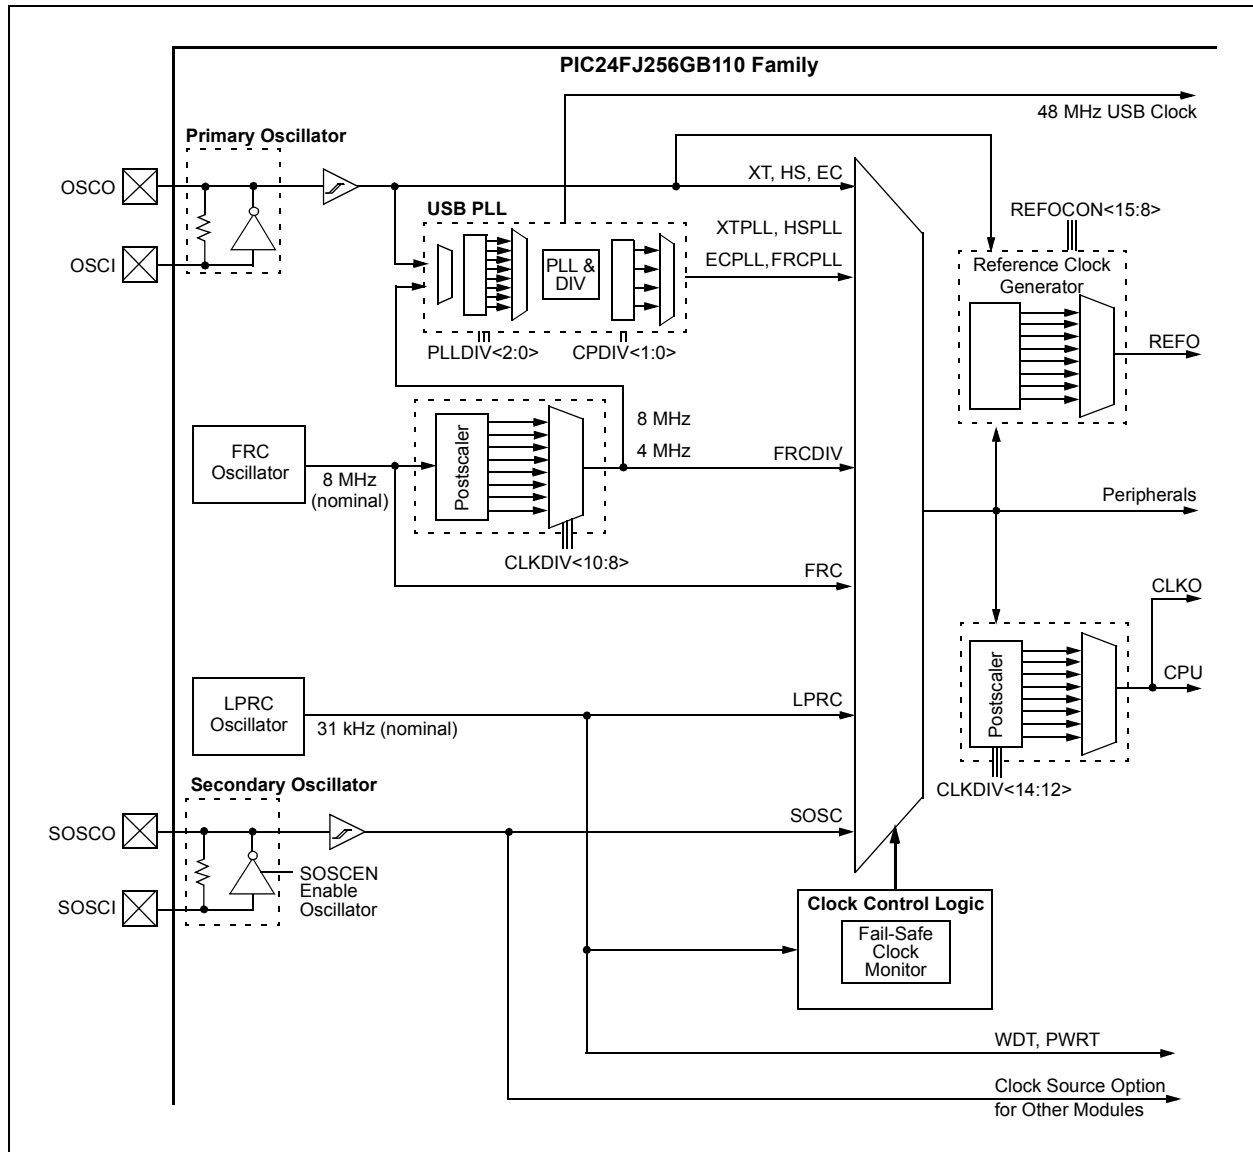 PIC24FJ256GB110 Family
48 MHz USB Clock
Primary Oscillator
OSCO
XT, HS, EC
USB PLL
REFOCON<15:8>
XTPLL, HSPLL
OSCI
ECPLL,FRCPLL
PLL &
DIV
Reference Clock
Generator
PLLDIV<2:0>
CPDIV<1:0>
REFO
8 MHz
4 MHz
FRC
Oscillator
8 MHz
(nominal)
Postscaler
FRCDIV
Peripherals
CLKDIV<10:8>
FRC
CLKO
CPU
LPRC
Oscillator
31 kHz (nominal)
LPRC
Postscaler
CLKDIV<14:12>
Secondary Oscillator
SOSCO
SOSC
SOSCEN
Enable
Oscillator
SOSCI
Clock Control Logic
Fail-Safe
Clock
Monitor
WDT, PWRT
Clock Source Option
for Other Modules